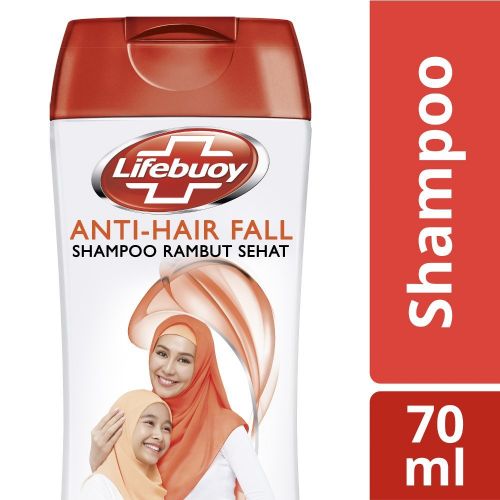 Lifebuoy
ANTI-HAIR FALL
SHAMPOO RAMBUT SEHAT
Shampoo
70
ml